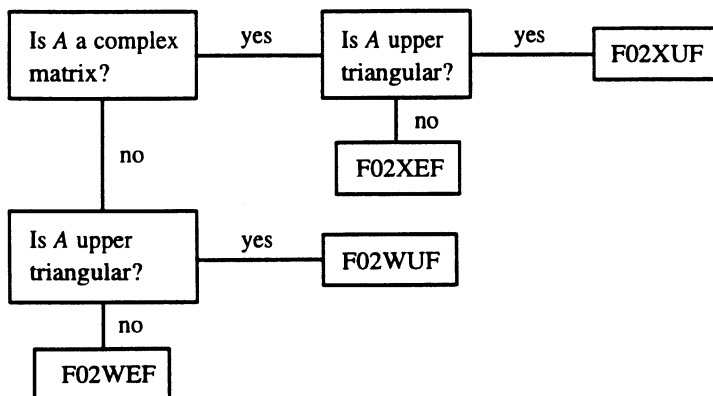 Is A a complex
matrix?
yes
Is A upper
triangular?
yes
F02XUF
no
F02XEF
no
Is A upper
triangular?
yes
F02WUF
no
F02WEF